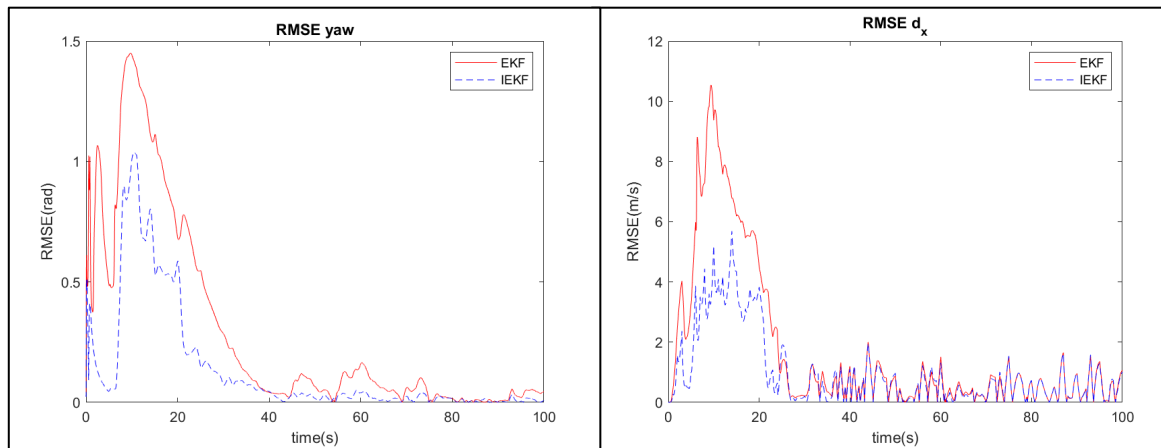 RMSE yaw
1.5
1
0.5
0
RMSE(rad)
EKF
IEKF
0 20 40 60 80 100
time(s)
RMSE d_x
12
10
8
6
4
2
0
RMSE(m/s)
EKF
IEKF
0 20 40 60 80 100
time(s)